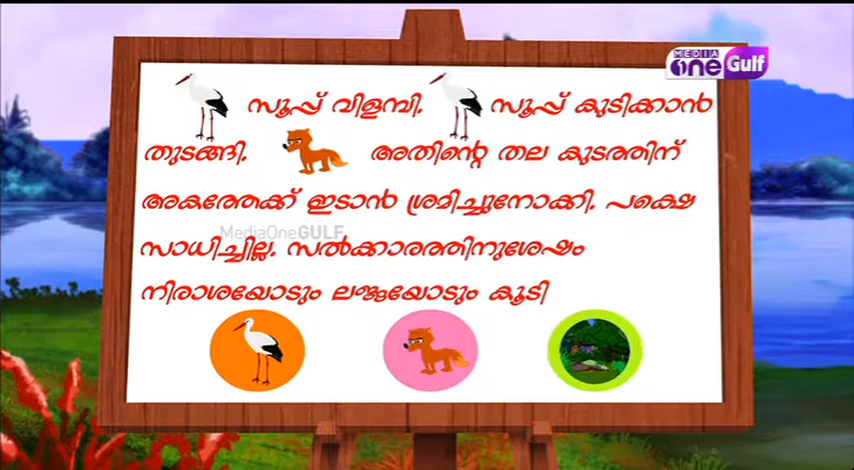 MEDIA
one Gulf
സൂപ്പ് വിളമ്പി. സൂപ്പ് കുടിക്കാൻ
തുടങ്ങി. അതിന്റെ തല കുടത്തിന്
അകത്തേക്ക് ഇടാൻ ശ്രമിച്ചുനോക്കി. പക്ഷെ
MediaOneGULF
സാധിച്ചില്ല. സൽക്കാരത്തിനുശേഷം
നിരാശയോടും ലജ്ജയോടും കൂടി